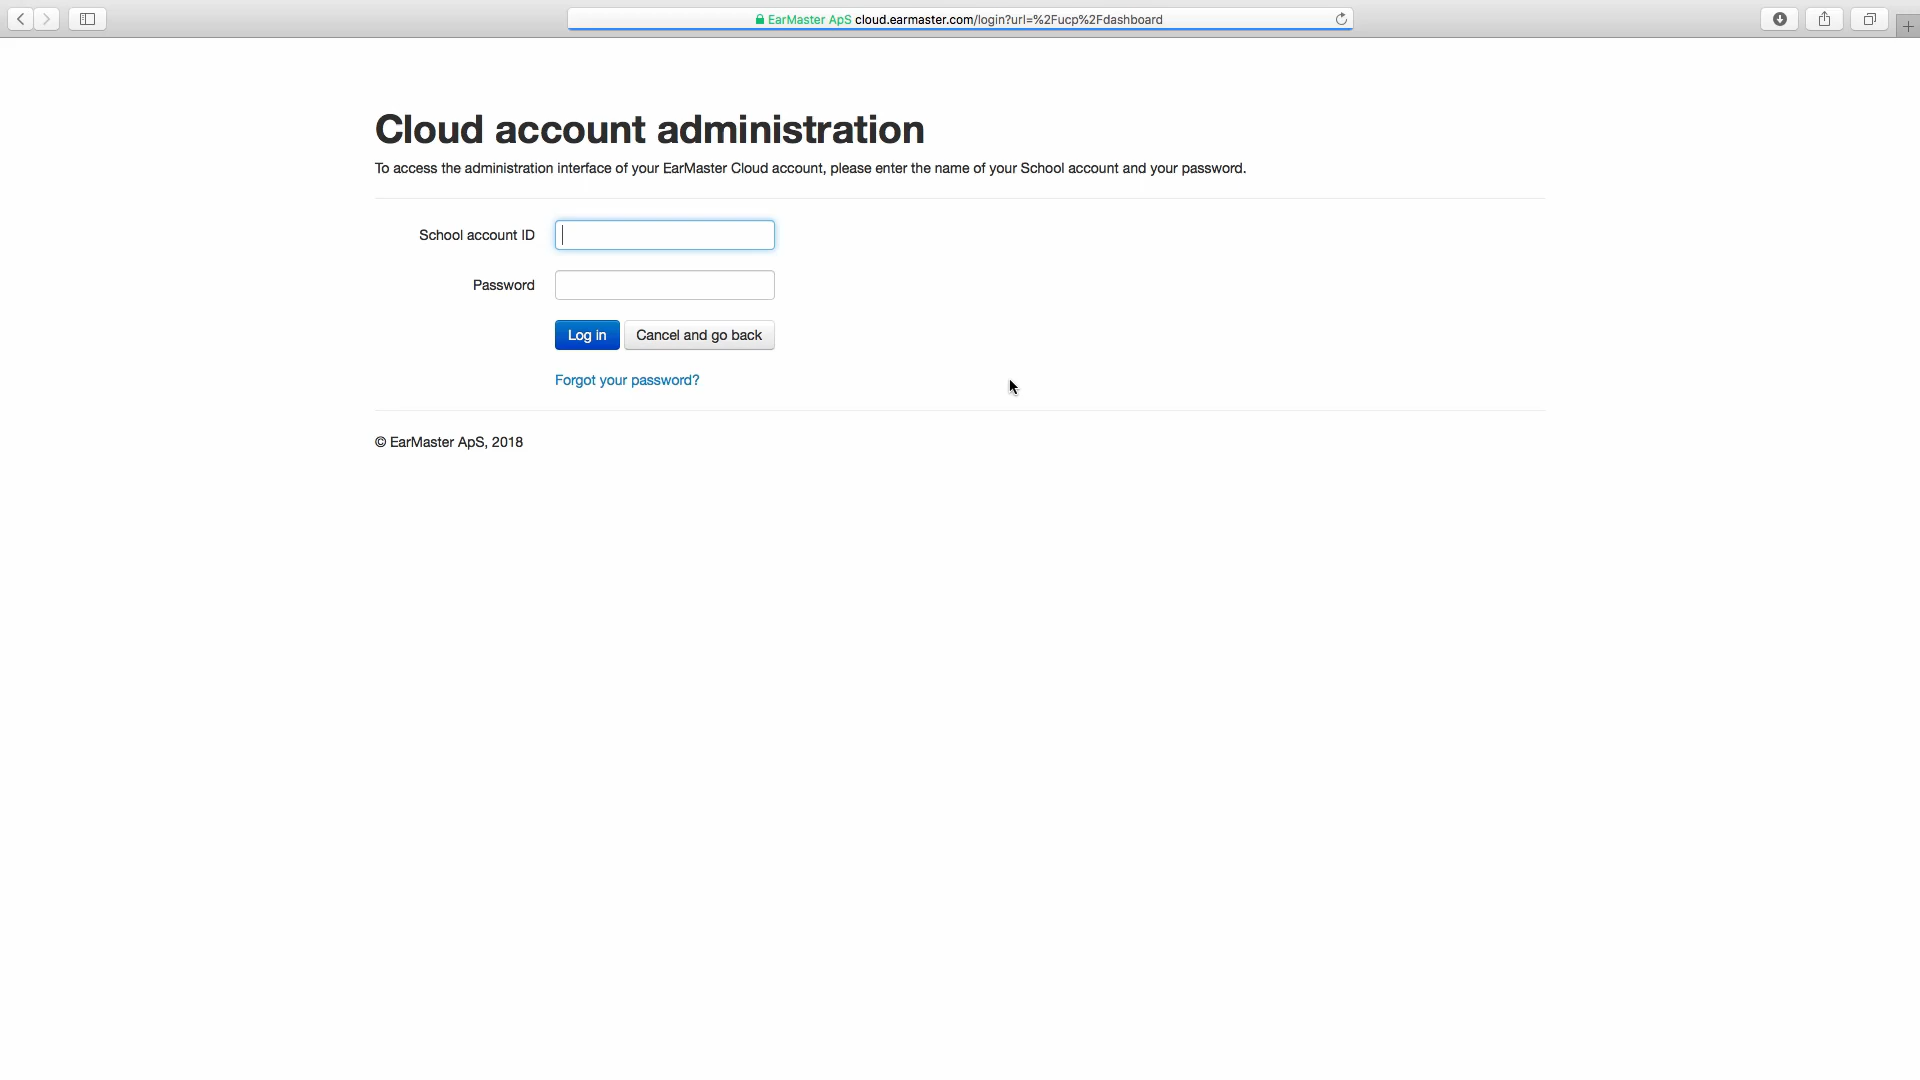 EarMaster ApS cloud.earmaster.com/login?url=%2Fucp%2Fdashboard
Cloud account administration
To access the administration interface of your EarMaster Cloud account, please enter the name of your School account and your password.
School account ID
Password
Log in Cancel and go back
Forgot your password?
© EarMaster ApS, 2018